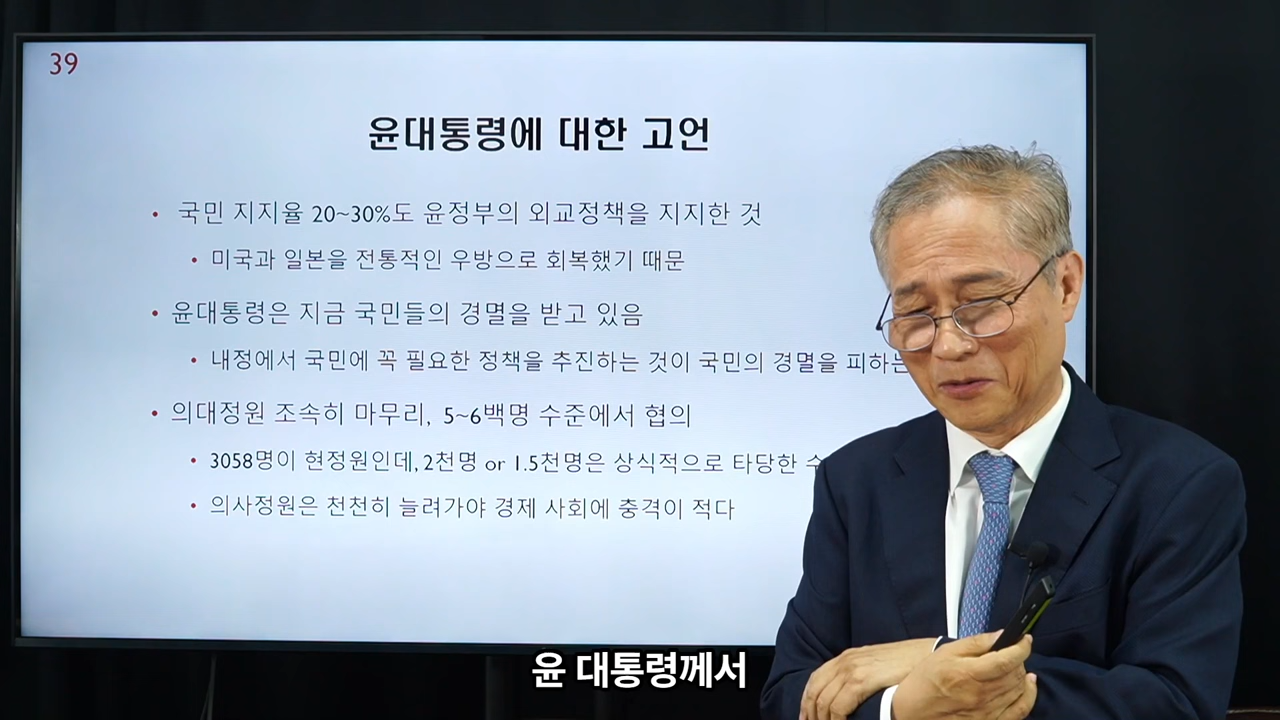 39
윤대통령에 대한 고언
• 국민 지지율 20~30%도 윤정부의 외교정책을 지지한 것
• 미국과 일본을 전통적인 우방으로 회복했기 때문
• 윤대통령은 지금 국민들의 경멸을 받고 있음
• 내정에서 국민에 꼭 필요한 정책을 추진하는 것이 국민의 경멸을 피하는
• 의대정원 조속히 마무리, 5~6백명 수준에서 협의
• 3058명이 현정원인데, 2천명 or 1.5천명은 상식적으로 타당한
• 의사정원은 천천히 늘려가야 경제 사회에 충격이 적다
윤 대통령께서